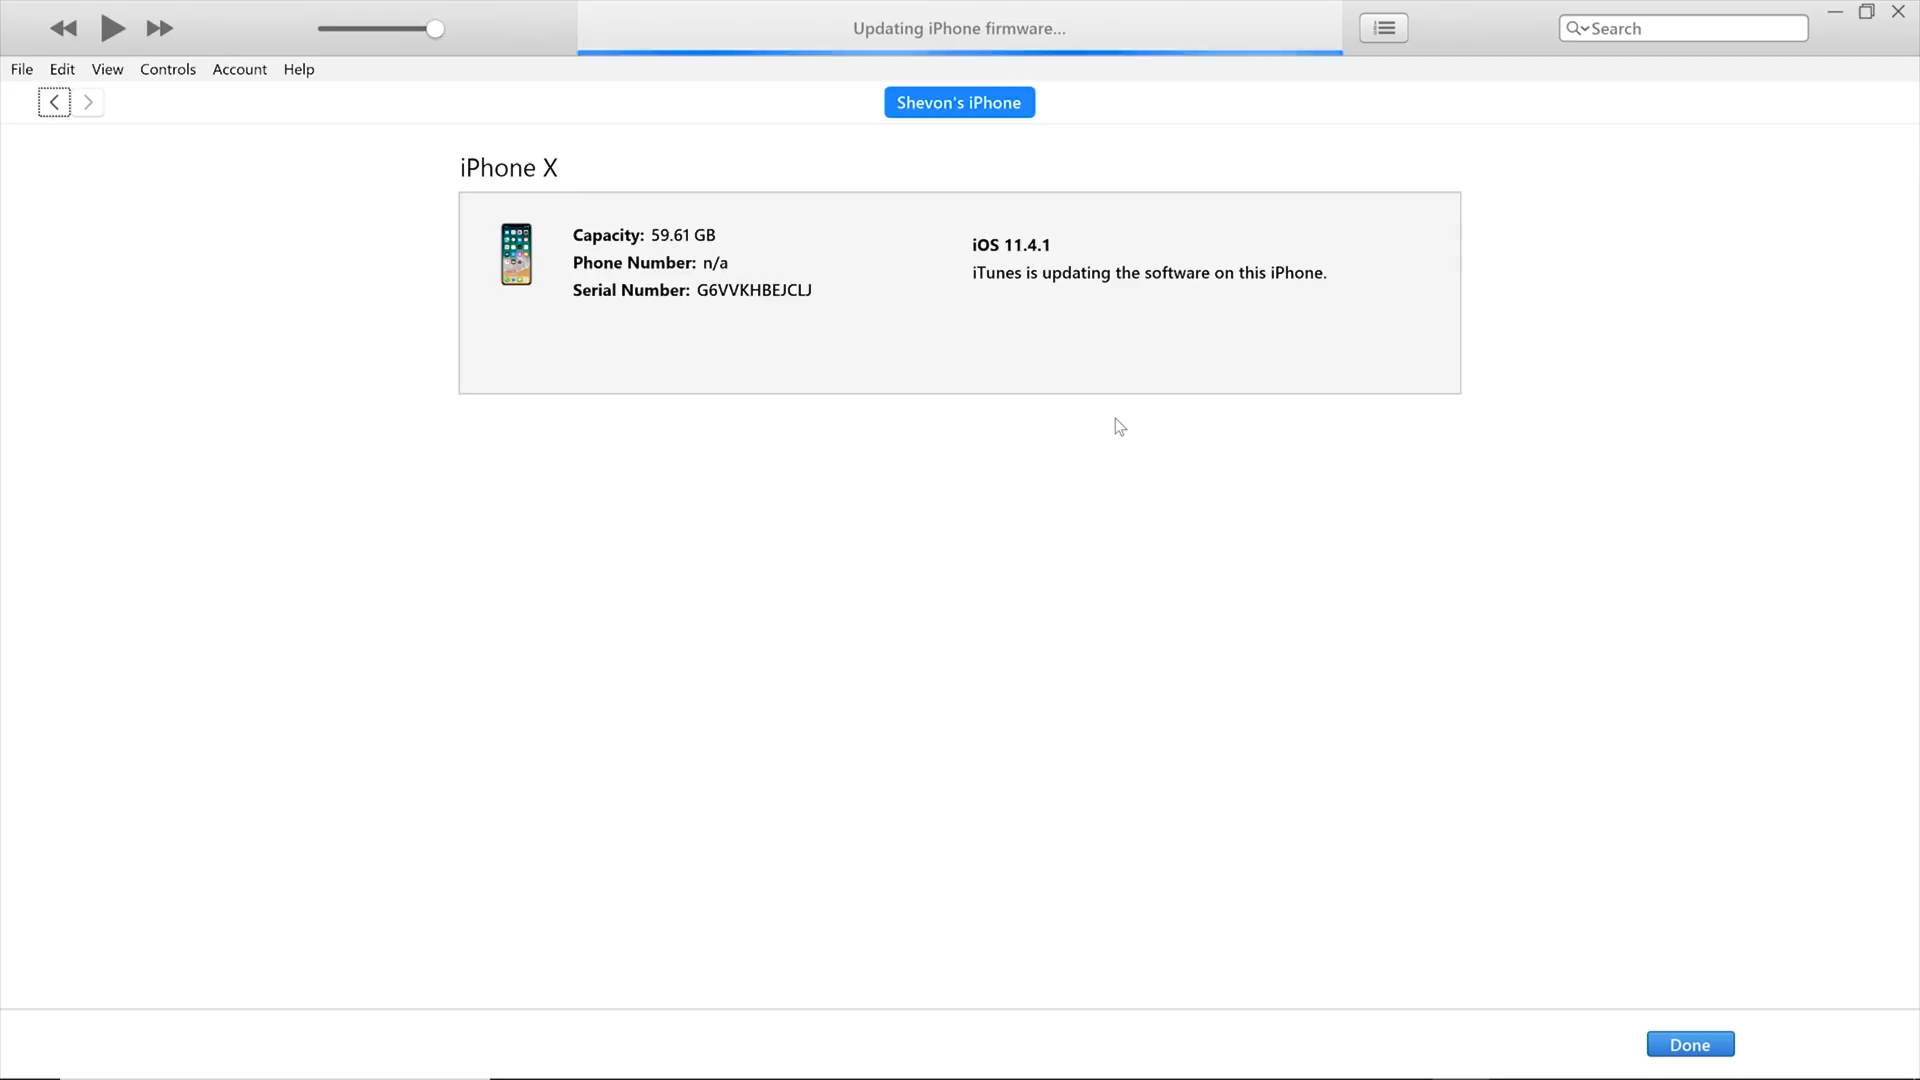 Updating iPhone firmware...
Search
File Edit View Controls Account Help
Shevon's iPhone
iPhone X
Capacity: 59.61 GB
Phone Number: n/a
Serial Number: G6VVKHBEJCLJ
iOS 11.4.1
iTunes is updating the software on this iPhone.
Done